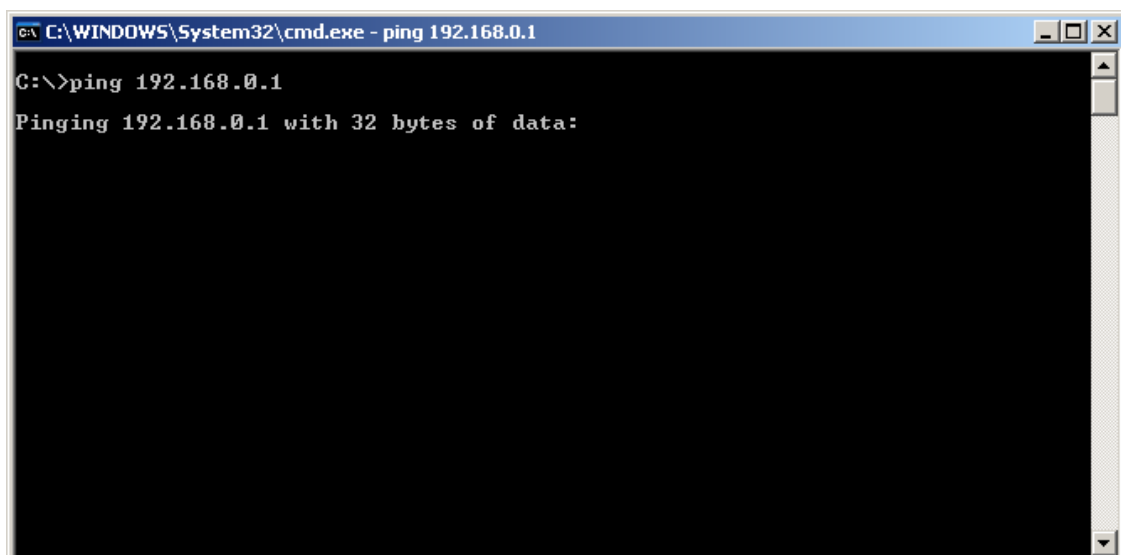 C:\WINDOWS\System32\cmd.exe - ping 192.168.0.1
C:\>ping 192.168.0.1
Pinging 192.168.0.1 with 32 bytes of data: